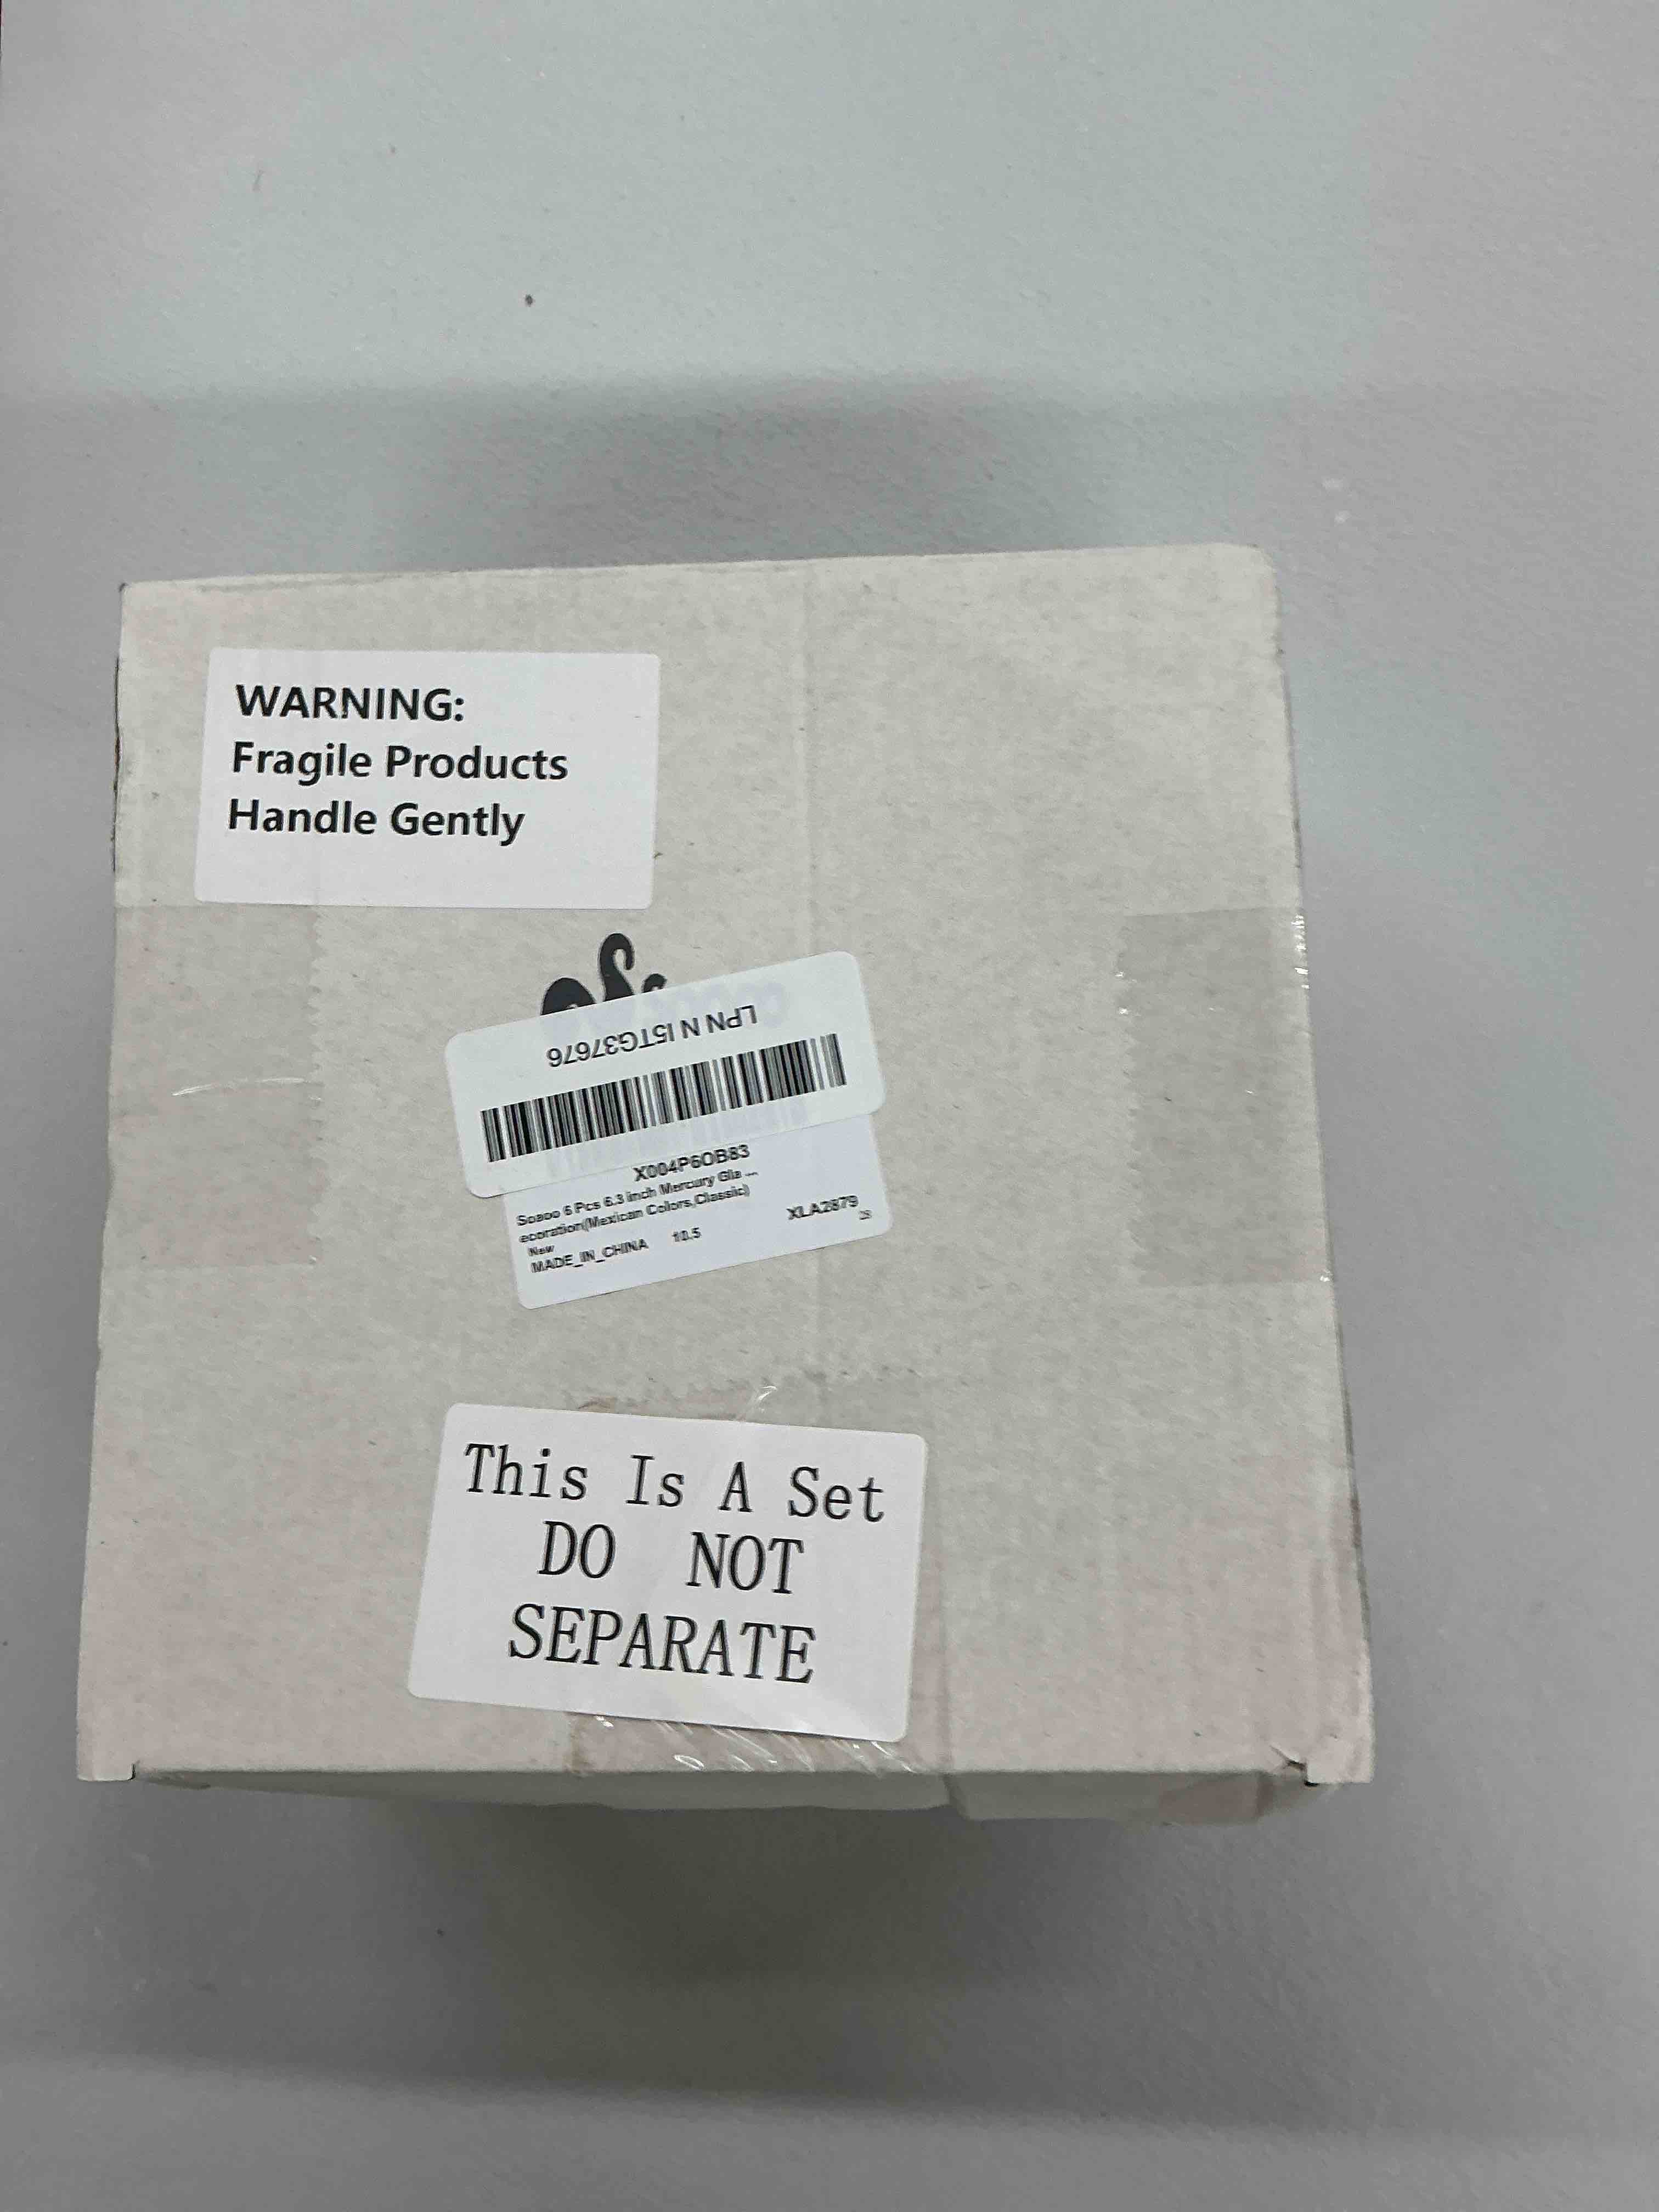 WARNING:
Fragile Products
Handle Gently
LPN N I5TG37676
X004P6OB83
Soaoo 6 Pcs 6.3 inch Mercury Gla ...
ecoration(Mexican Colors,Classic)
New
MADE_IN_CHINA 10.5 XLA2879
28
This Is A Set
DO NOT
SEPARATE